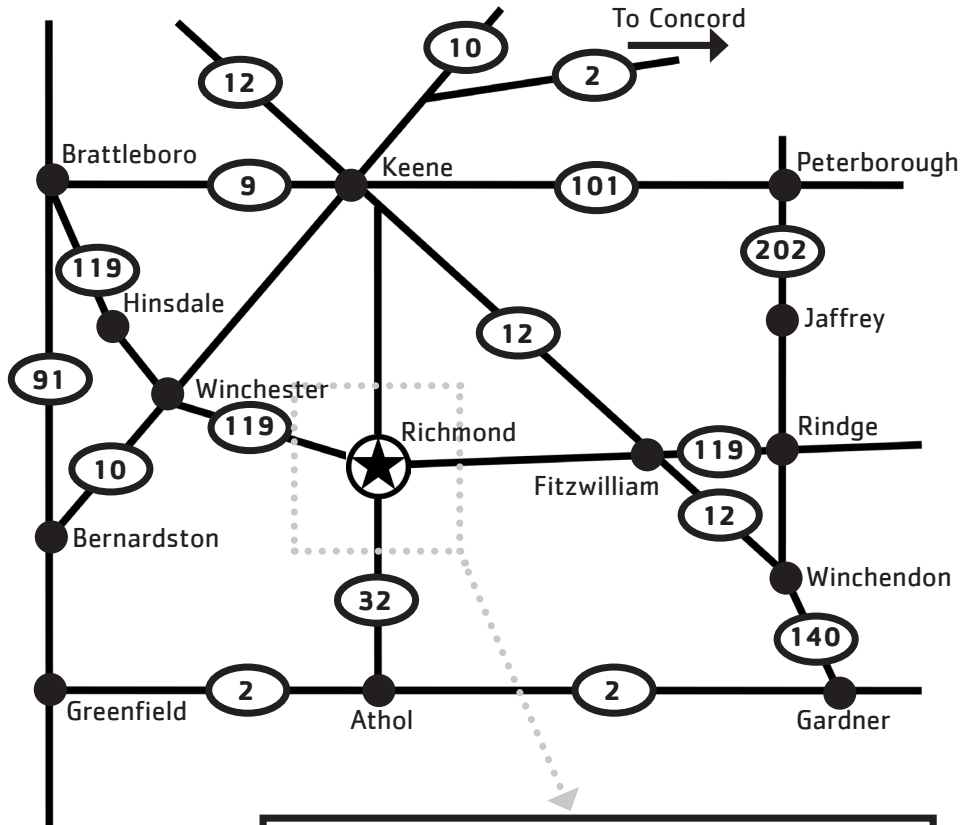 To Concord
10
12
2
Brattleboro
Keene
Peterborough
9
101
202
119
Hinsdale
Jaffrey
12
91
Winchester
119
Richmond
Rindge
119
10
Fitzwilliam
12
Bernardston
Winchendon
32
140
2
2
Greenfield
Athol
Gardner